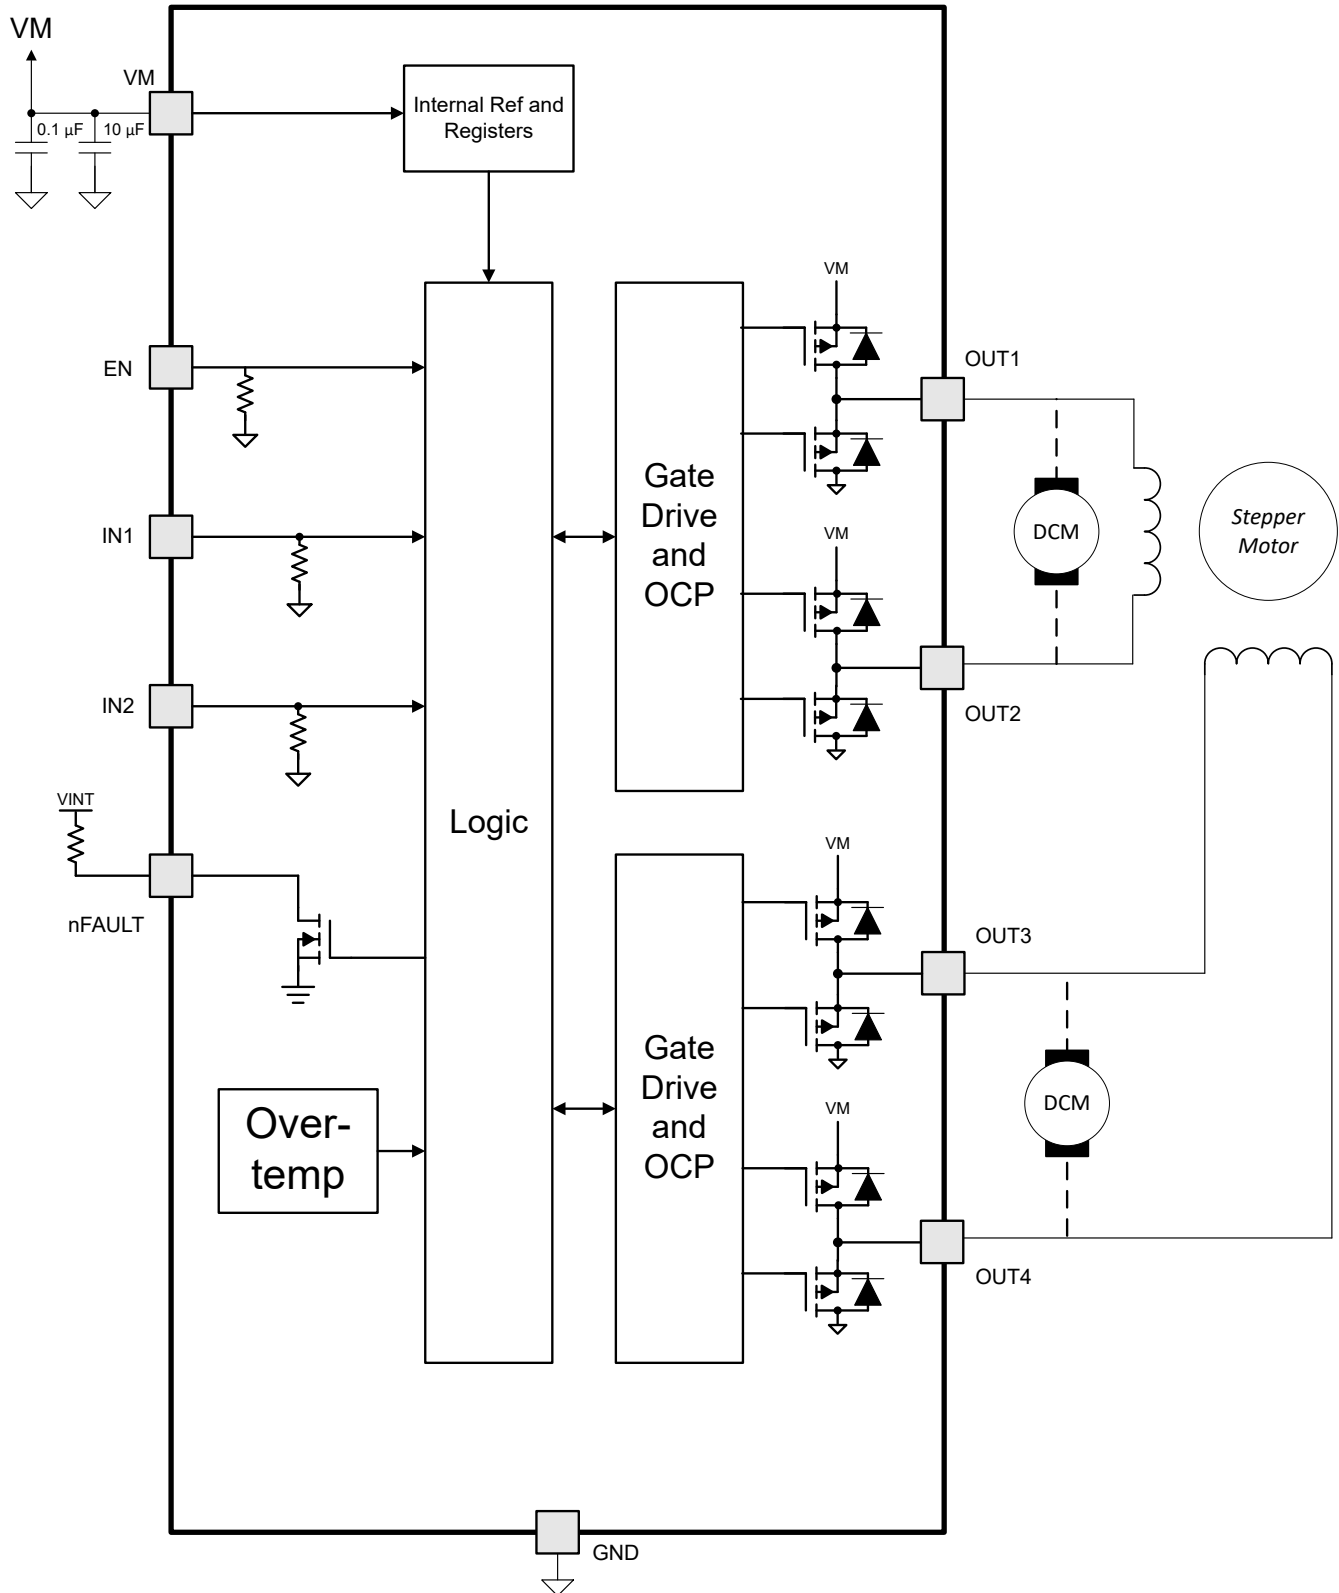 VM
VM
0.1 µF
10 µF
Internal Ref and
Registers
EN
IN1
IN2
VINT
nFAULT
Logic
Over-
temp
Gate
Drive
and
OCP
VM
VM
OUT1
OUT2
DCM
Stepper
Motor
Gate
Drive
and
OCP
VM
VM
OUT3
OUT4
DCM
GND